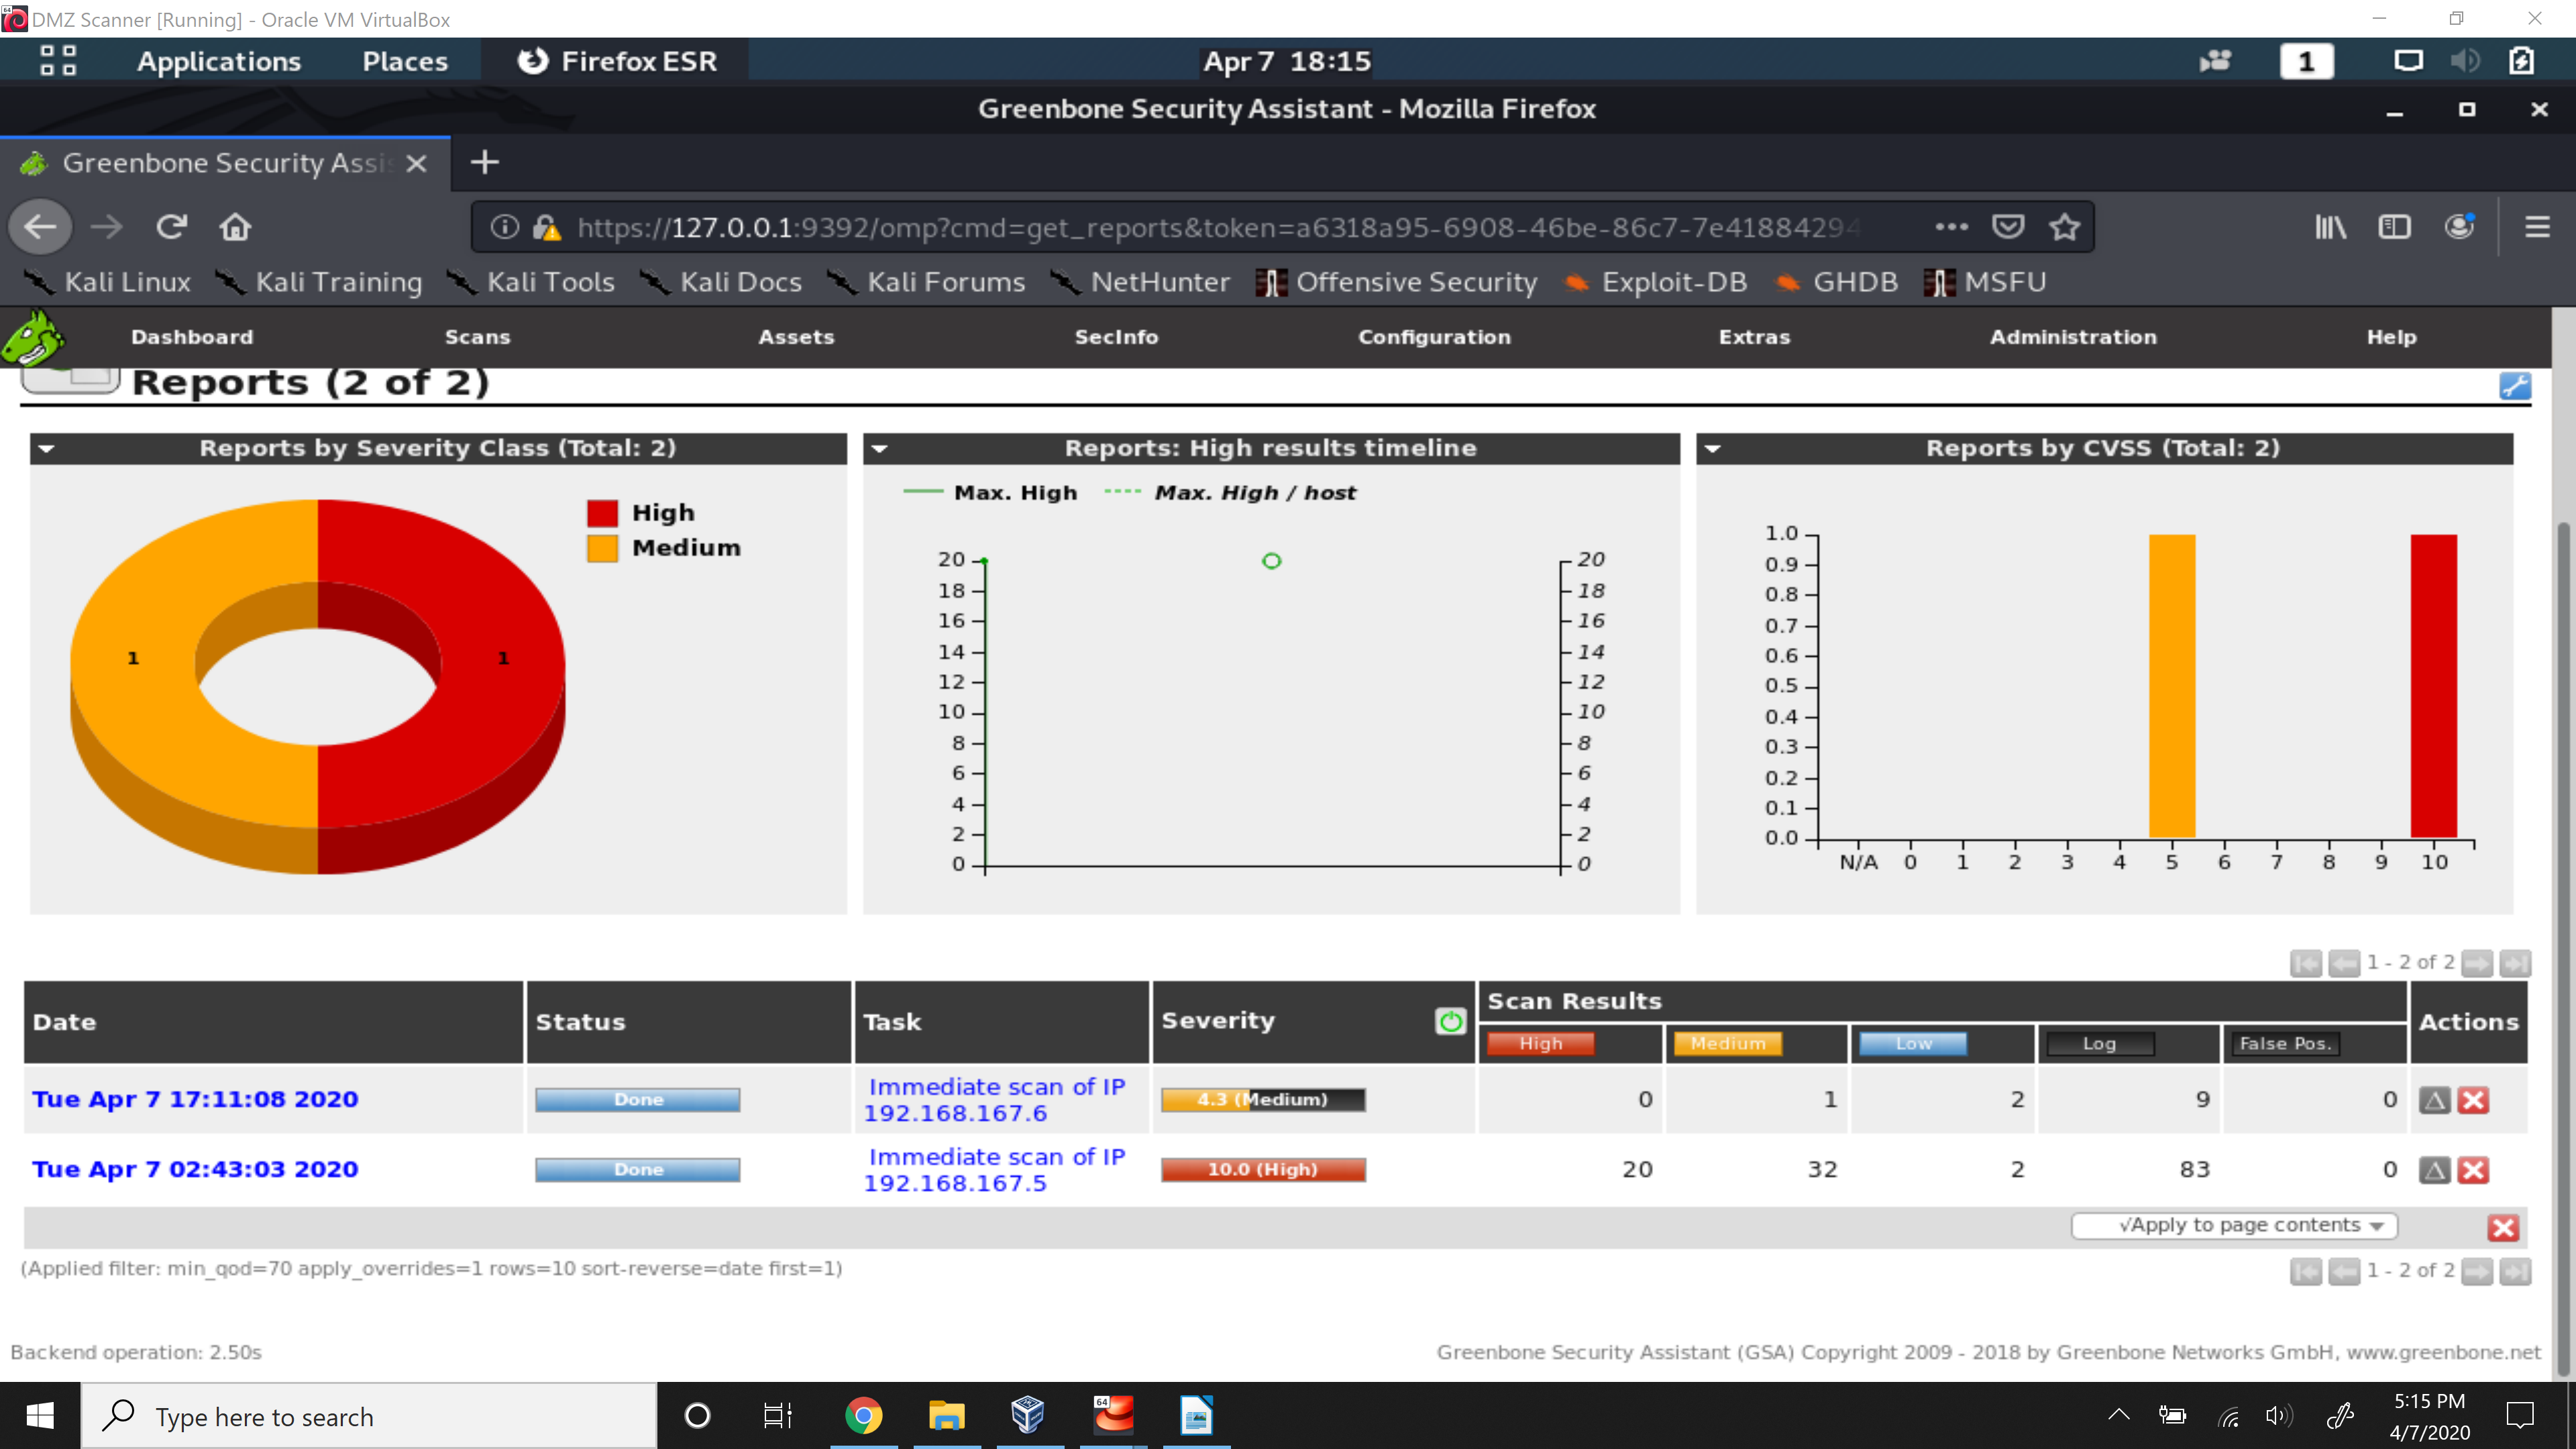 DMZ Scanner [Running] - Oracle VM VirtualBox
Applications Places Firefox ESR Apr 7 18:15 1
Greenbone Security Assistant - Mozilla Firefox
Greenbone Security Assis
https://127.0.0.1:9392/omp?cmd=get_reports&token=a6318a95-6908-46be-86c7-7e41884294
Kali Linux Kali Training Kali Tools Kali Docs Kali Forums NetHunter Offensive Security Exploit-DB GHDB MSFU
Dashboard Scans Assets SecInfo Configuration Extras Administration Help
Reports (2 of 2)
Reports by Severity Class (Total: 2)
High
Medium
1 1
Reports: High results timeline
Max. High Max. High / host
20 20
18 18
16 16
14 14
12 12
10 10
8 8
6 6
4 4
2 2
0 0
Reports by CVSS (Total: 2)
1.0
0.9
0.8
0.7
0.6
0.5
0.4
0.3
0.2
0.1
0.0
N/A 0 1 2 3 4 5 6 7 8 9 10
1 - 2 of 2
Date Status Task Severity Scan Results Actions
High Medium Low Log False Pos.
Tue Apr 7 17:11:08 2020 Done Immediate scan of IP 4.3 (Medium) 0 1 2 9 0
192.168.167.6
Tue Apr 7 02:43:03 2020 Done Immediate scan of IP 10.0 (High) 20 32 2 83 0
192.168.167.5
√Apply to page contents
(Applied filter: min_qod=70 apply_overrides=1 rows=10 sort-reverse=date first=1) 1 - 2 of 2
Backend operation: 2.50s Greenbone Security Assistant (GSA) Copyright 2009 - 2018 by Greenbone Networks GmbH, www.greenbone.net
Type here to search 64 5:15 PM
4/7/2020